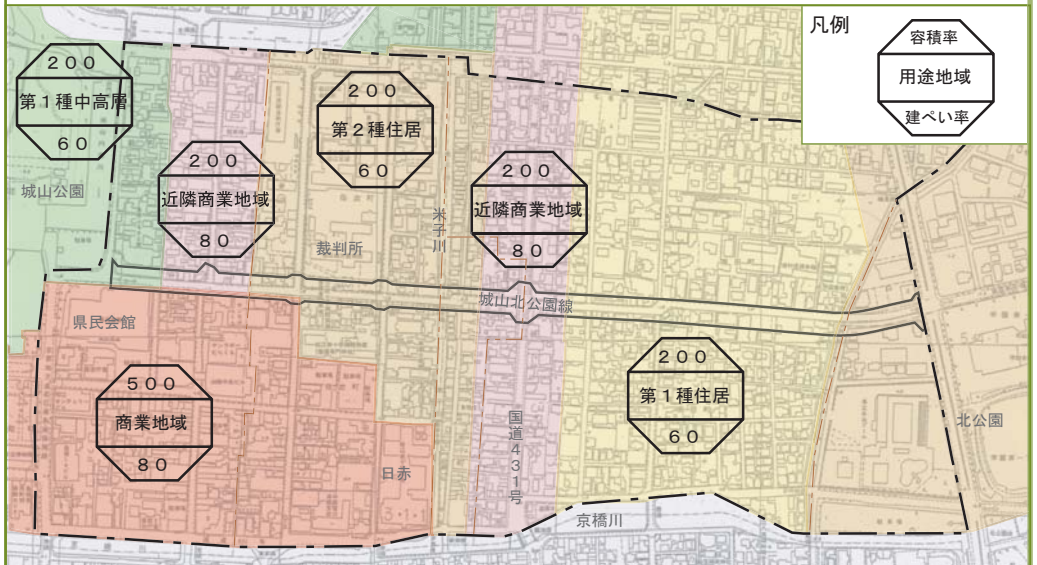 凡例
容積率
用途地域
建ぺい率
２００
第１種中高層
６０
２００
第２種住居
６０
２００
近隣商業地域
８０
２００
近隣商業地域
８０
城山公園
米子川
裁判所
城山北公園線
県民会館
５００
商業地域
８０
２００
第１種住居
６０
国道４３１号
北公園
日赤
京橋川